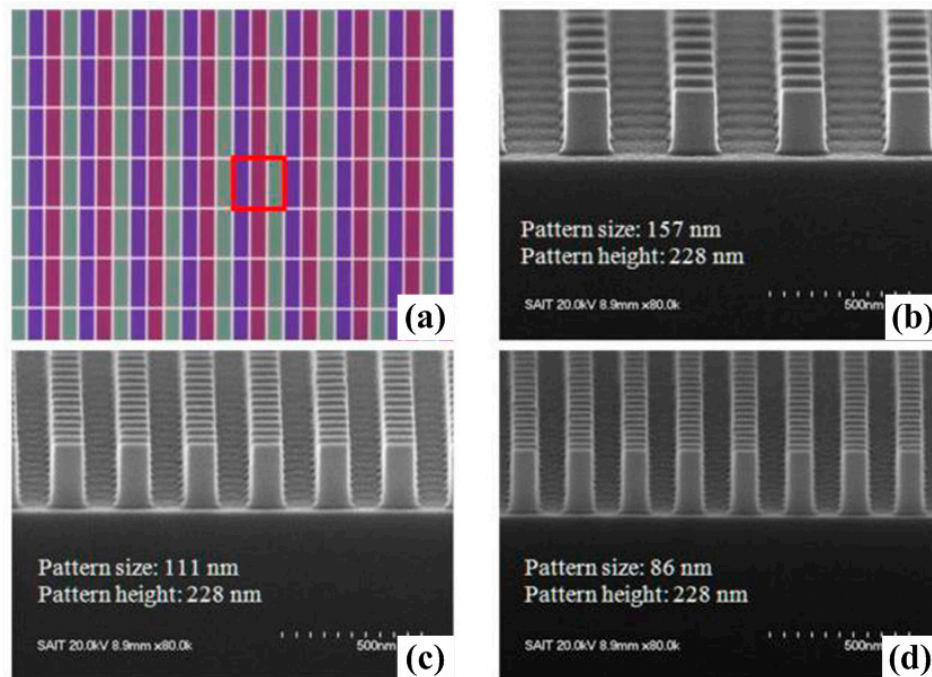 (a)
Pattern size: 157 nm
Pattern height: 228 nm
SAIT 20.0kV 8.9mm x80.0k
500nm
(b)
Pattern size: 111 nm
Pattern height: 228 nm
SAIT 20.0kV 8.9mm x80.0k
500nm
(c)
Pattern size: 86 nm
Pattern height: 228 nm
SAIT 20.0kV 8.9mm x80.0k
500nm
(d)